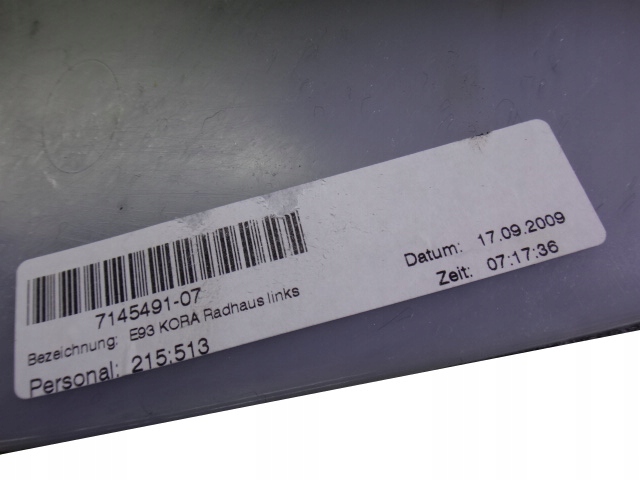 7145491-07
Bezeichnung: E93 KORA Radhaus links
Personal: 215:513
Datum: 17.09.2009
Zeit: 07:17:36